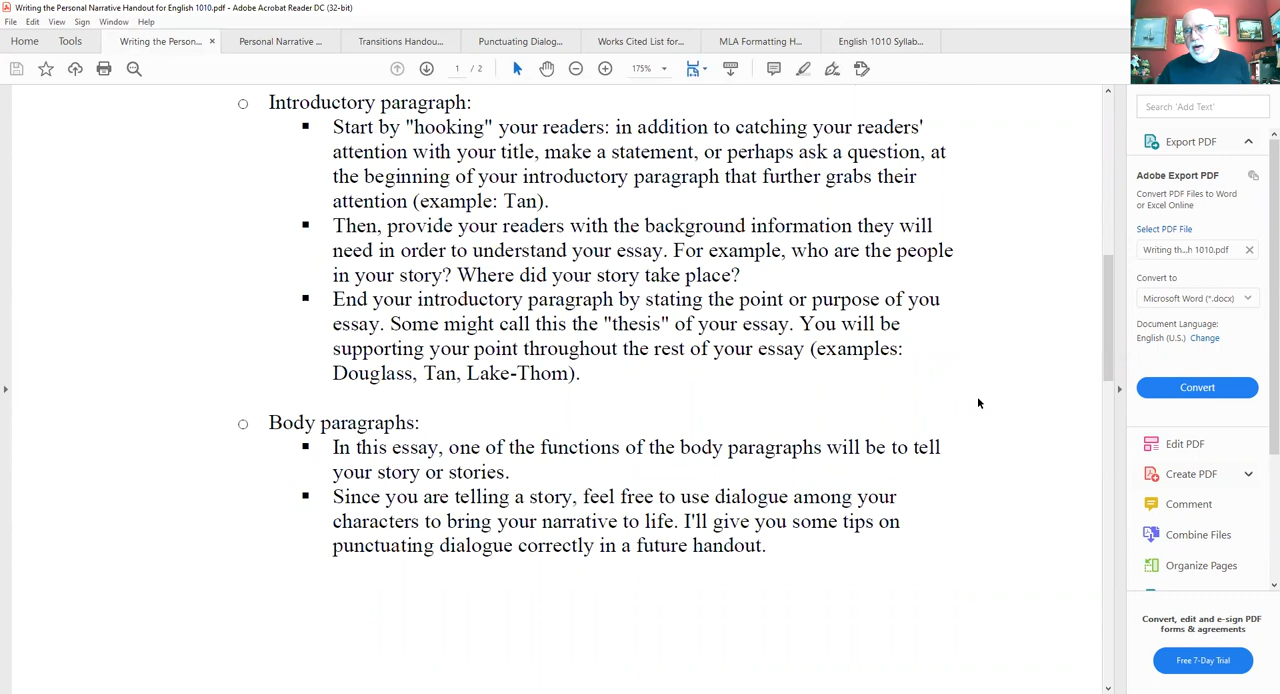 Writing the Personal Narrative Handout for English 1010.pdf - Adobe Acrobat Reader DC (32-bit)
File Edit View Sign Window Help
Home Tools Writing the Person... × Personal Narrative ... Transitions Handou... Punctuating Dialog... Works Cited List for... MLA Formatting H... English 1010 Syllab...
1 / 2 175%
Search 'Add Text'
Export PDF
Adobe Export PDF
Convert PDF Files to Word
or Excel Online
Select PDF File
Writing th...h 1010.pdf ×
Convert to
Microsoft Word (*.docx)
Document Language:
English (U.S.) Change
Convert
Edit PDF
Create PDF
Comment
Combine Files
Organize Pages
Convert, edit and e-sign PDF
forms & agreements
Free 7-Day Trial
○ Introductory paragraph:
▪ Start by "hooking" your readers: in addition to catching your readers'
attention with your title, make a statement, or perhaps ask a question, at
the beginning of your introductory paragraph that further grabs their
attention (example: Tan).
▪ Then, provide your readers with the background information they will
need in order to understand your essay. For example, who are the people
in your story? Where did your story take place?
▪ End your introductory paragraph by stating the point or purpose of you
essay. Some might call this the "thesis" of your essay. You will be
supporting your point throughout the rest of your essay (examples:
Douglass, Tan, Lake-Thom).
○ Body paragraphs:
▪ In this essay, one of the functions of the body paragraphs will be to tell
your story or stories.
▪ Since you are telling a story, feel free to use dialogue among your
characters to bring your narrative to life. I'll give you some tips on
punctuating dialogue correctly in a future handout.